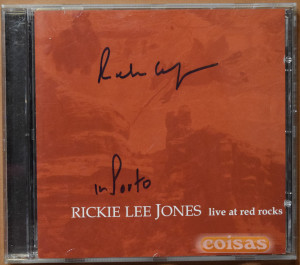 in Porto
RICKIE LEE JONES live at red rocks
coisas